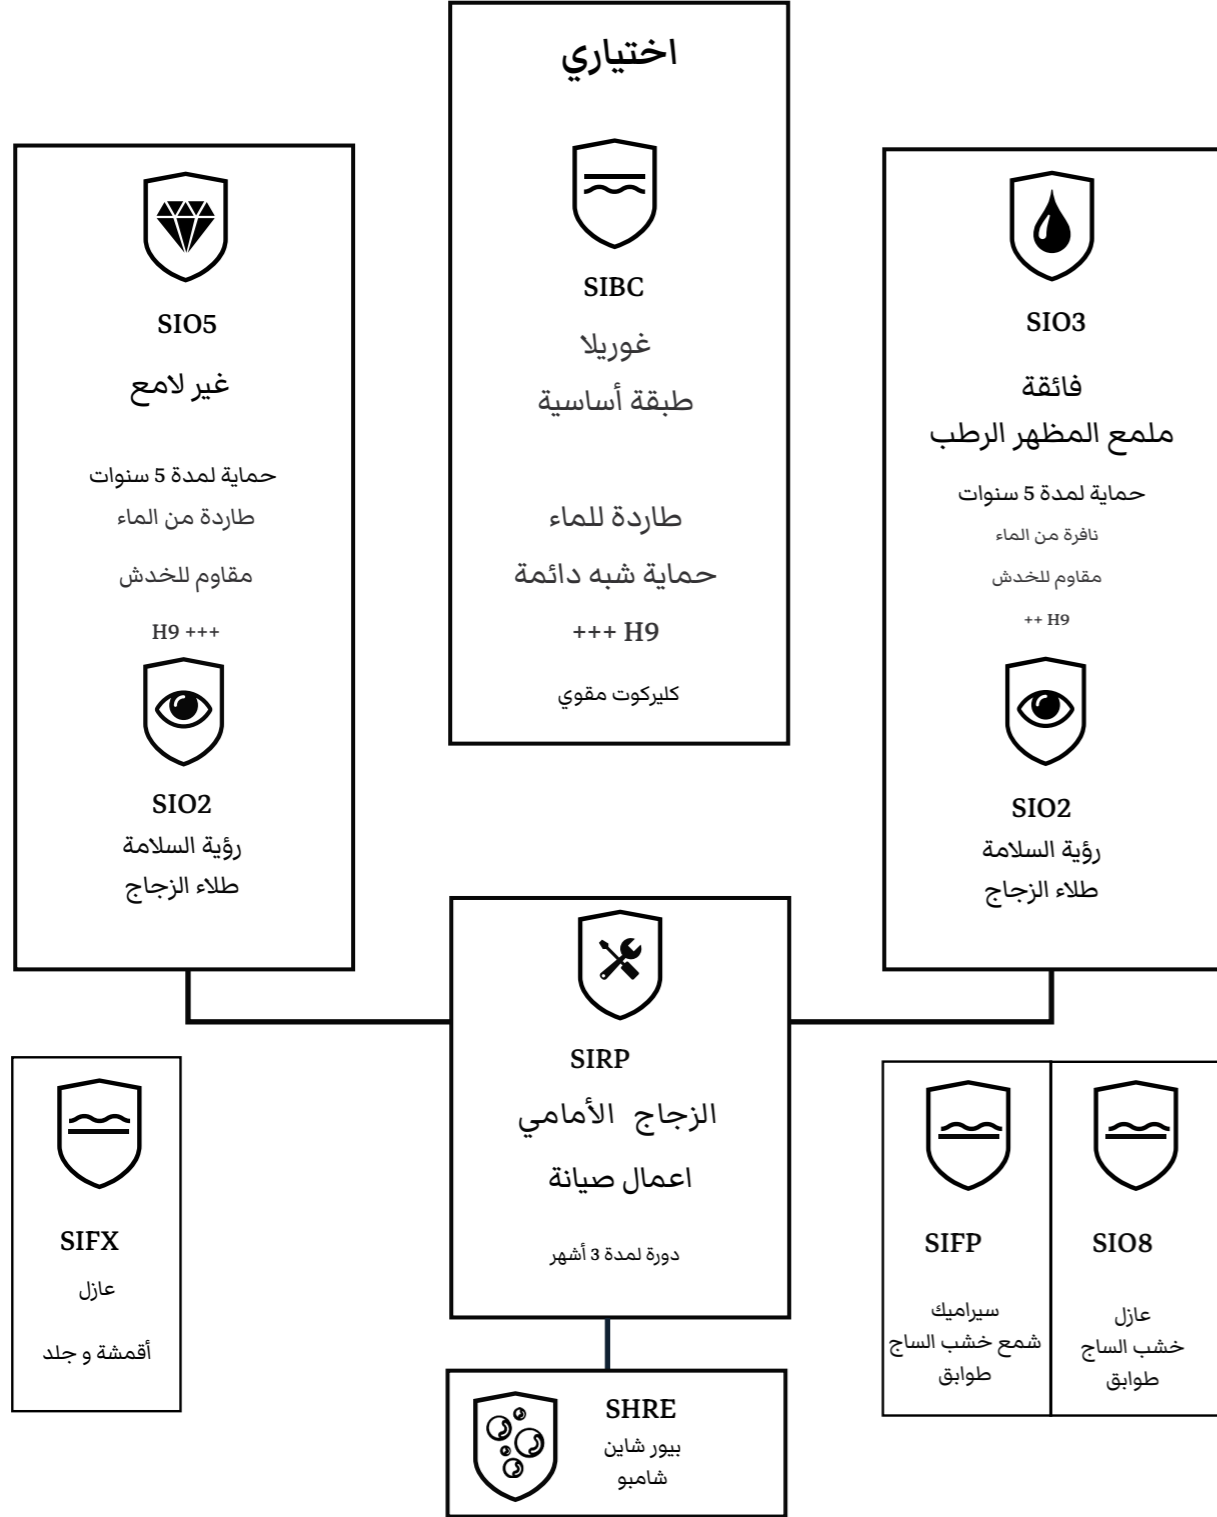 اختياري
SIBC
غوريلا
طبقة أساسية
طاردة للماء
حماية شبه دائمة
+++ H9
كليركوت مقوي
SIO3
فائقة
ملمع المظهر الرطب
حماية لمدة 5 سنوات
نافرة من الماء
مقاوم للخدش
++ H9
SIO2
رؤية السلامة
طلاء الزجاج
SIO5
غير لامع
حماية لمدة 5 سنوات
طاردة من الماء
مقاوم للخدش
H9 +++
SIO2
رؤية السلامة
طلاء الزجاج
SIRP
الزجاج الأمامي
اعمال صيانة
دورة لمدة 3 أشهر
SIO8
عازل
خشب الساج
طوابق
SIFP
سيراميك
شمع خشب الساج
طوابق
SIFX
عازل
أقمشة و جلد
SHRE
بيور شاين
شامبو